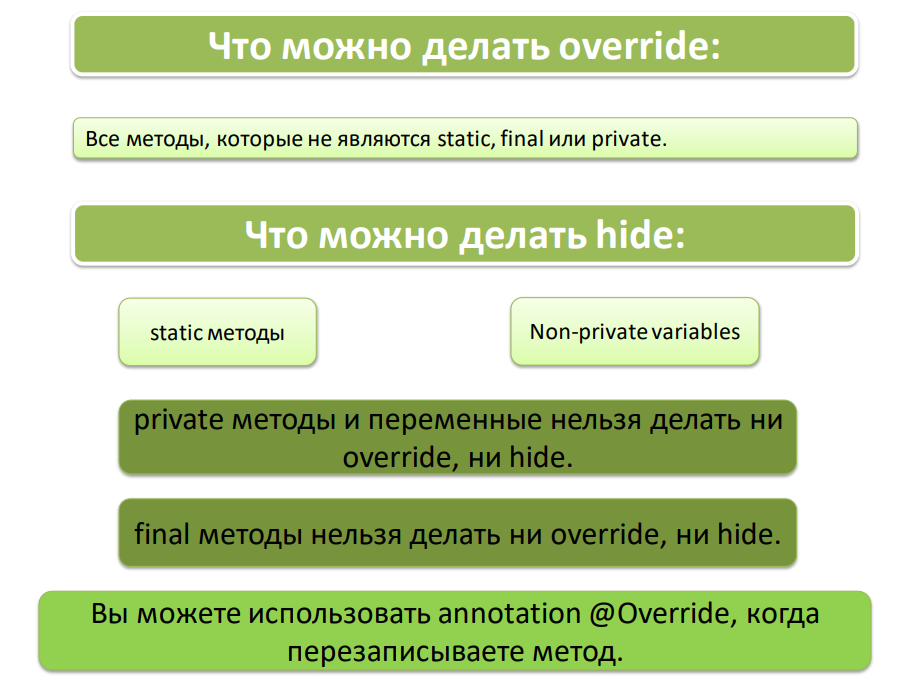 Что можно делать override:
Все методы, которые не являются static, final или private.
Что можно делать hide:
static методы
Non-private variables
private методы и переменные нельзя делать ни
override, ни hide.
final методы нельзя делать ни override, ни hide.
Вы можете использовать annotation @Override, когда
перезаписываете метод.